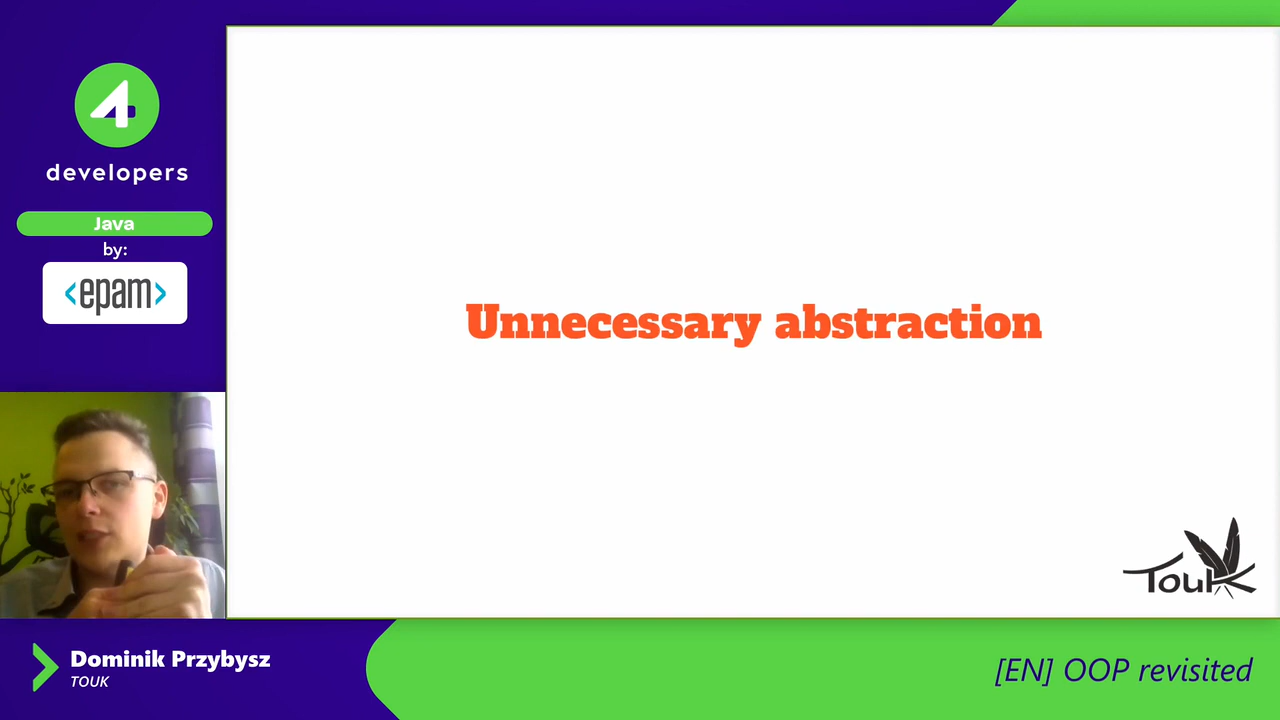 4
developers
Java
by:
<epam>
Unnecessary abstraction
Touk
Dominik Przybysz
TOUK
[EN] OOP revisited